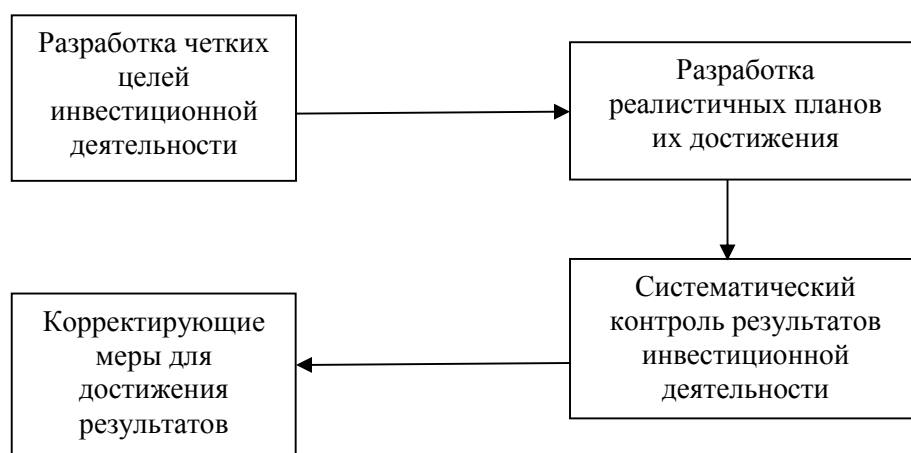 Разработка четких
целей
инвестиционной
деятельности
Разработка
реалистичных планов
их достижения
Систематический
контроль результатов
инвестиционной
деятельности
Корректирующие
меры для
достижения
результатов